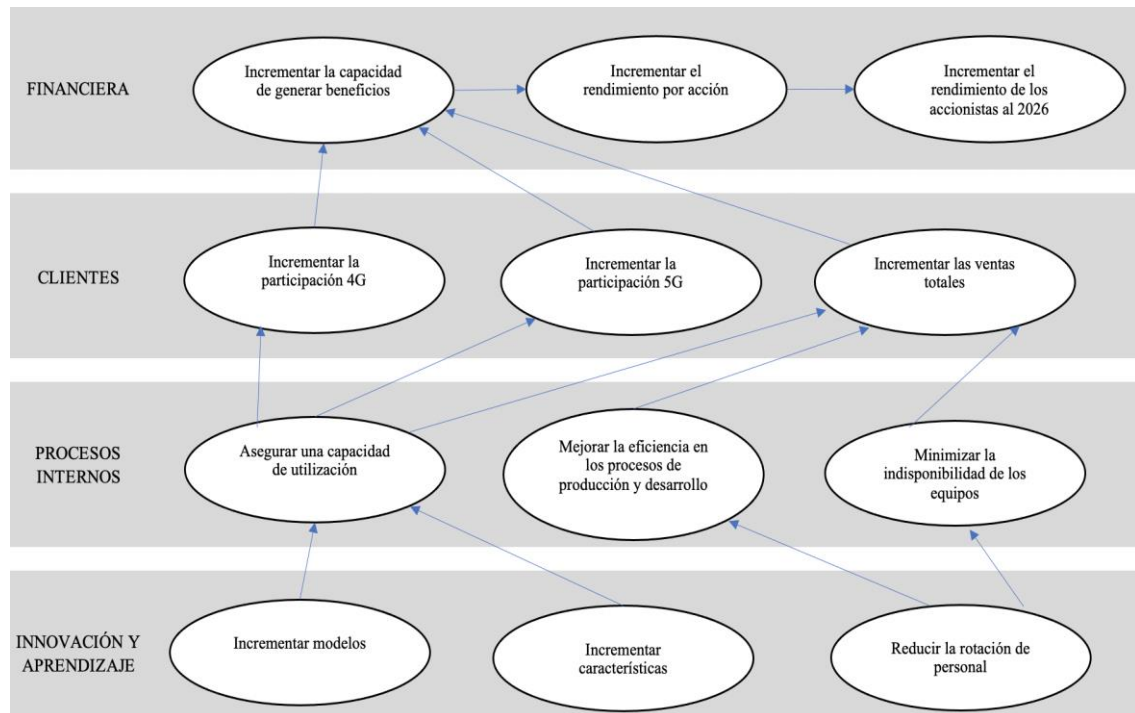 FINANCIERA
Incrementar la capacidad
de generar beneficios
Incrementar el
rendimiento por acción
Incrementar el
rendimiento de los
accionistas al 2026
CLIENTES
Incrementar la
participación 4G
Incrementar la
participación 5G
Incrementar las ventas
totales
PROCESOS
INTERNOS
Asegurar una capacidad
de utilización
Mejorar la eficiencia en
los procesos de
producción y desarrollo
Minimizar la
indisponibilidad de los
equipos
INNOVACIÓN Y
APRENDIZAJE
Incrementar modelos
Incrementar
características
Reducir la rotación de
personal